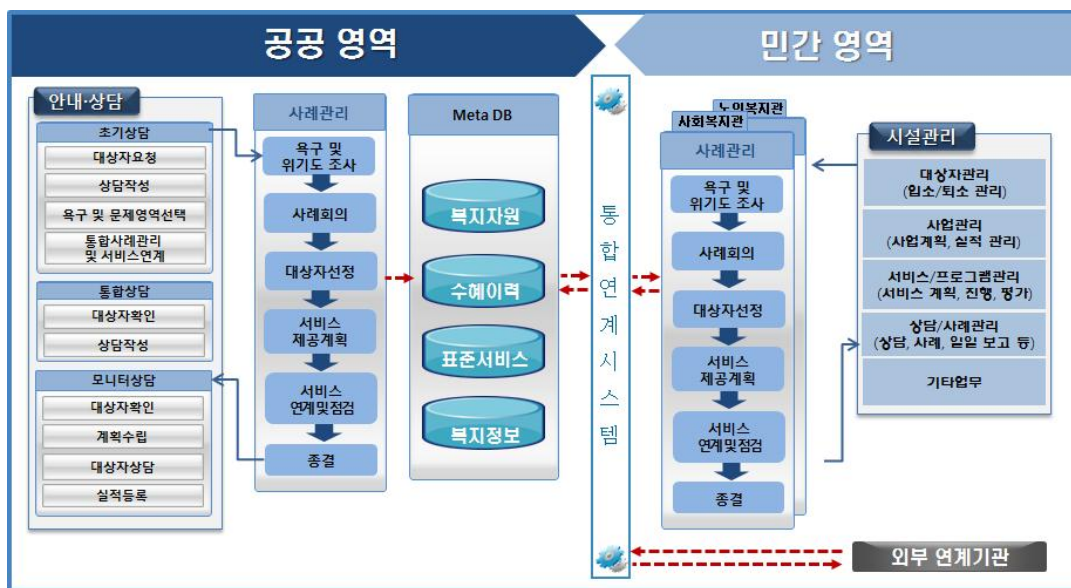 공공 영역
민간 영역
안내·상담
초기상담
대상자요청
상담작성
욕구 및 문제영역선택
통합사례관리
및 서비스연계
통합상담
대상자확인
상담작성
모니터상담
대상자확인
계획수립
대상자상담
실적등록
사례관리
욕구 및
위기도 조사
사례회의
대상자선정
서비스
제공계획
서비스
연계및점검
종결
Meta DB
복지자원
수혜이력
표준서비스
복지정보
통합연계시스템
노인복지관
사회복지관
사례관리
욕구 및
위기도 조사
사례회의
대상자선정
서비스
제공계획
서비스
연계및점검
종결
시설관리
대상자관리
(입소/퇴소 관리)
사업관리
(사업계획, 실적 관리)
서비스/프로그램관리
(서비스 계획, 진행, 평가)
상담/사례관리
(상담, 사례, 일일 보고 등)
기타업무
외부 연계기관